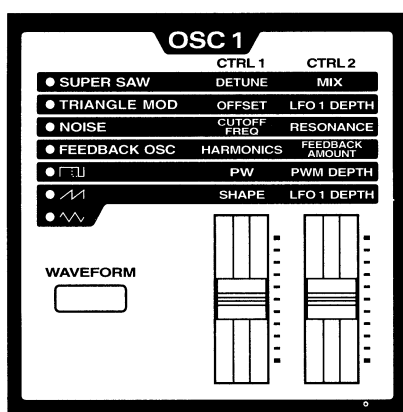 OSC 1
CTRL 1 CTRL 2
SUPER SAW DETUNE MIX
TRIANGLE MOD OFFSET LFO 1 DEPTH
NOISE CUTOFF FREQ RESONANCE
FEEDBACK OSC HARMONICS FEEDBACK AMOUNT
PW PWM DEPTH
SHAPE LFO 1 DEPTH
WAVEFORM